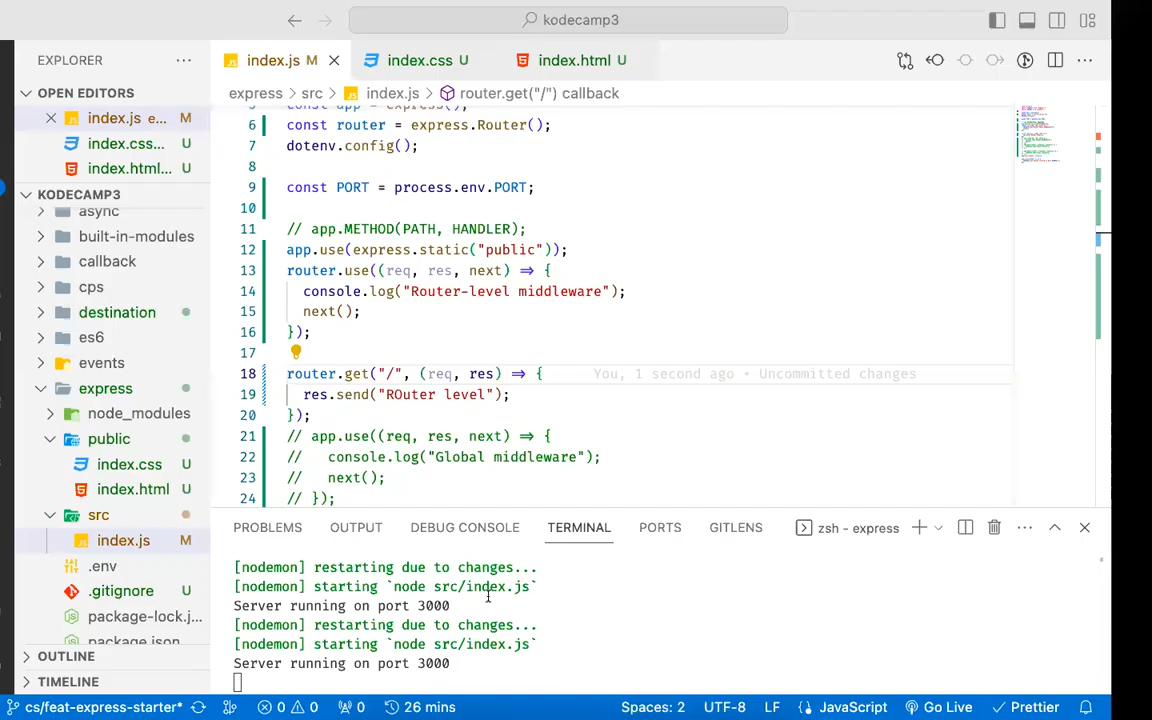 kodecamp3
EXPLORER
index.js M
index.css U
index.html U
OPEN EDITORS
index.js e... M
index.css... U
index.html... U
KODECAMP3
async
built-in-modules
callback
cps
destination
es6
events
express
node_modules
public
index.css U
index.html U
src
index.js M
.env
.gitignore U
package-lock.j...
package.json
OUTLINE
TIMELINE
express > src > index.js > router.get("/") callback
5 const app = express();
6 const router = express.Router();
7 dotenv.config();
8
9 const PORT = process.env.PORT;
10
11 // app.METHOD(PATH, HANDLER);
12 app.use(express.static("public"));
13 router.use((req, res, next) => {
14 console.log("Router-level middleware");
15 next();
16 });
17
18 router.get("/", (req, res) => { You, 1 second ago • Uncommitted changes
19 res.send("ROuter level");
20 });
21 // app.use((req, res, next) => {
22 // console.log("Global middleware");
23 // next();
24 // });
PROBLEMS OUTPUT DEBUG CONSOLE TERMINAL PORTS GITLENS zsh - express
[nodemon] restarting due to changes...
[nodemon] starting `node src/index.js`
Server running on port 3000
[nodemon] restarting due to changes...
[nodemon] starting `node src/index.js`
Server running on port 3000
cs/feat-express-starter* 0 0 0 26 mins Spaces: 2 UTF-8 LF JavaScript Go Live Prettier